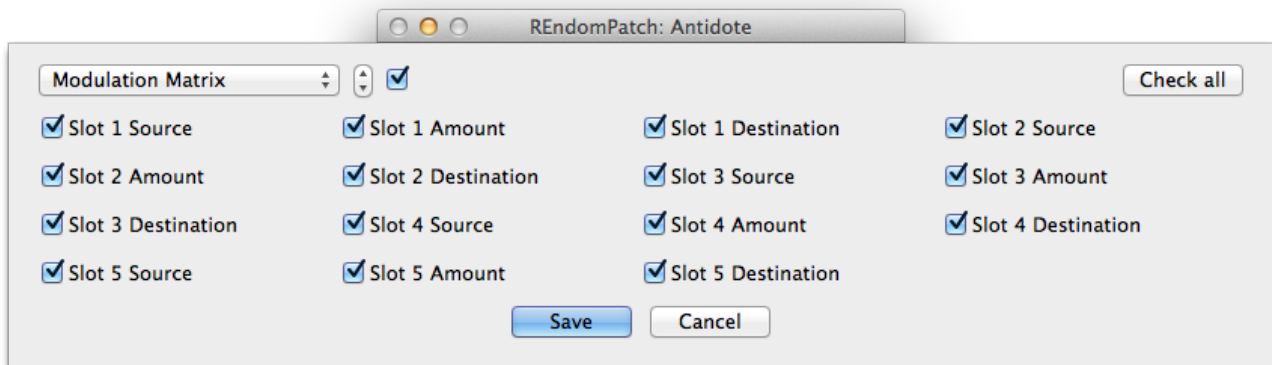 REndomPatch: Antidote
Modulation Matrix Check all
Slot 1 Source Slot 1 Amount Slot 1 Destination Slot 2 Source
Slot 2 Amount Slot 2 Destination Slot 3 Source Slot 3 Amount
Slot 3 Destination Slot 4 Source Slot 4 Amount Slot 4 Destination
Slot 5 Source Slot 5 Amount Slot 5 Destination
Save Cancel